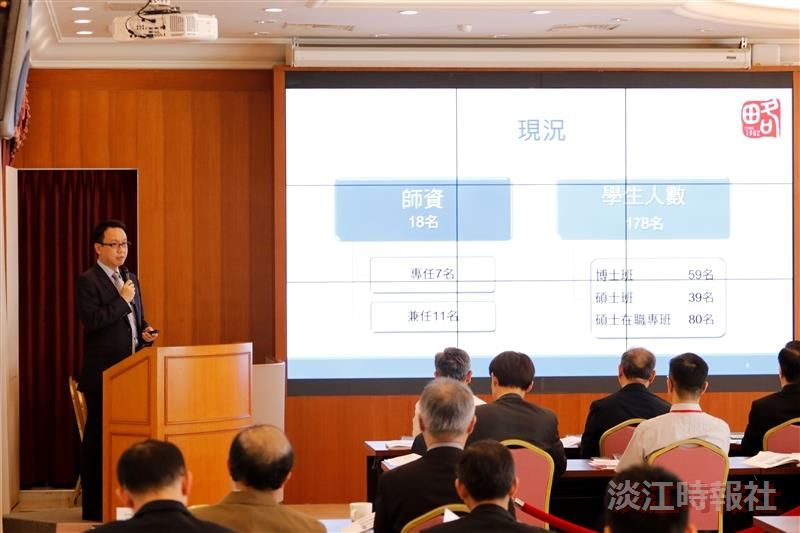 現況
師資
18名
專任7名
兼任11名
學生人數
178名
博士班 59名
碩士班 39名
碩士在職專班 80名
略
1982
淡江時報社